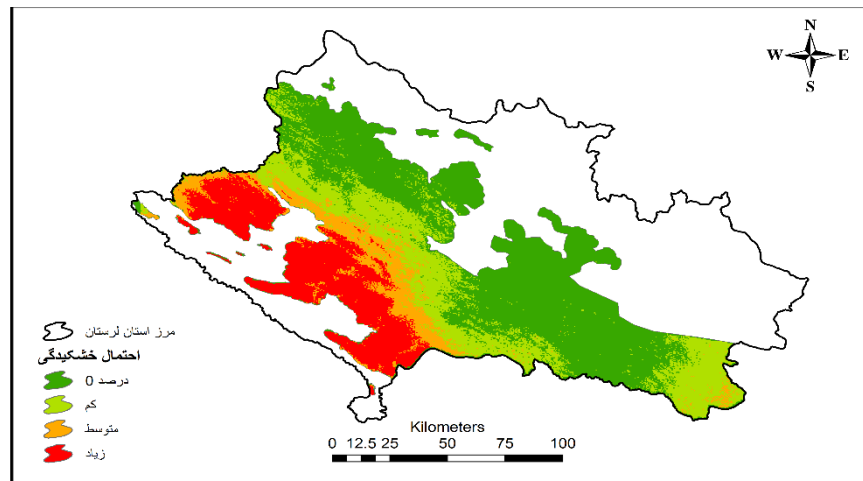 N
W E
S
مرز استان لرستان
احتمال خشکیدگی
0 درصد
کم
متوسط
زیاد
Kilometers
0 12.5 25 50 75 100